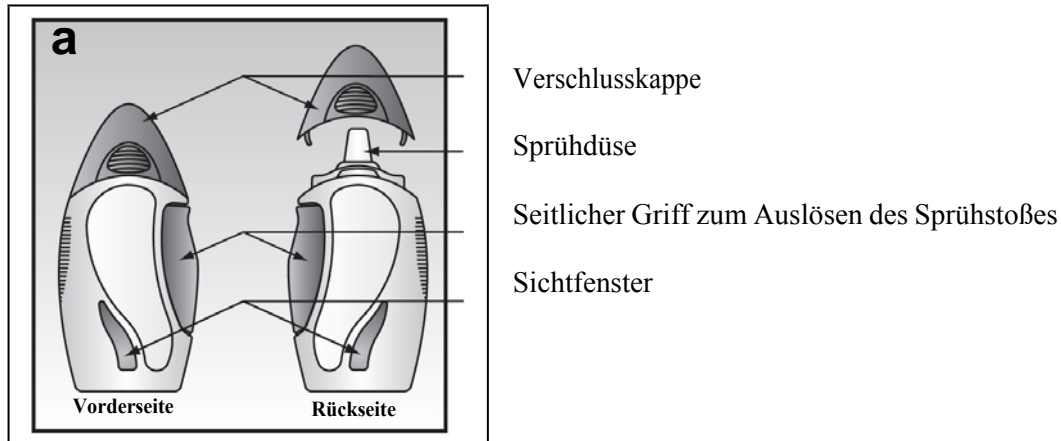 a
Verschlusskappe
Sprühdüse
Seitlicher Griff zum Auslösen des Sprühstoßes
Sichtfenster
Vorderseite
Rückseite